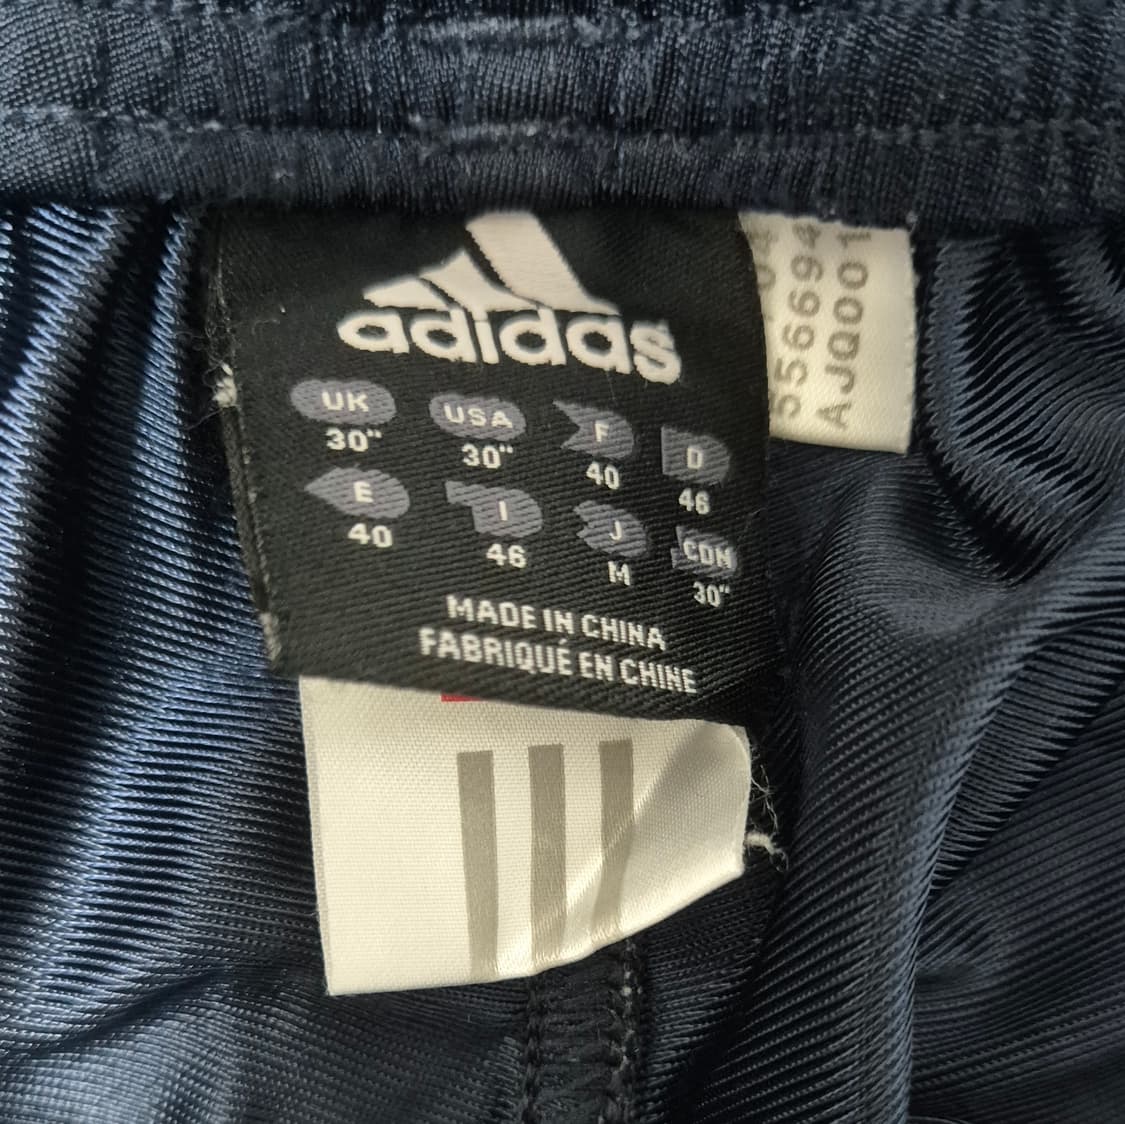 adidas
UK USA F D
30" 30" 40 46
E I J CDN
40 46 M 30"
MADE IN CHINA
FABRIQUÉ EN CHINE
556694
AJQ001